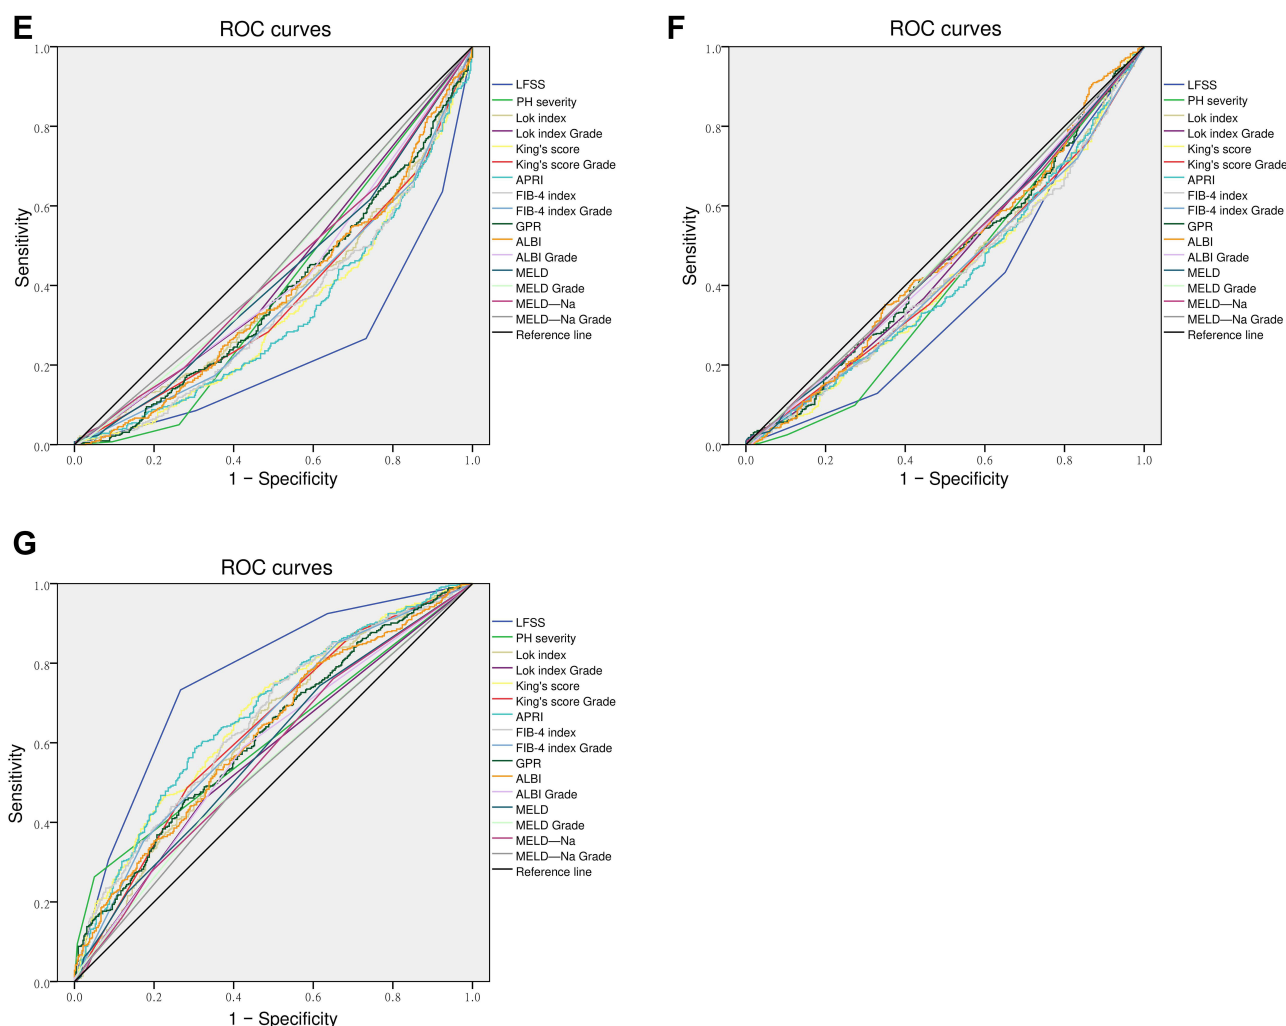 E
ROC curves
1.0
0.8
0.6
0.4
0.2
0.0
Sensitivity
0.0 0.2 0.4 0.6 0.8 1.0
1 − Specificity
LFSS
PH severity
Lok index
Lok index Grade
King's score
King's score Grade
APRI
FIB-4 index
FIB-4 index Grade
GPR
ALBI
ALBI Grade
MELD
MELD Grade
MELD—Na
MELD—Na Grade
Reference line
F
ROC curves
1.0
0.8
0.6
0.4
0.2
0.0
Sensitivity
0.0 0.2 0.4 0.6 0.8 1.0
1 − Specificity
LFSS
PH severity
Lok index
Lok index Grade
King's score
King's score Grade
APRI
FIB-4 index
FIB-4 index Grade
GPR
ALBI
ALBI Grade
MELD
MELD Grade
MELD—Na
MELD—Na Grade
Reference line
G
ROC curves
1.0
0.8
0.6
0.4
0.2
0.0
Sensitivity
0.0 0.2 0.4 0.6 0.8 1.0
1 − Specificity
LFSS
PH severity
Lok index
Lok index Grade
King's score
King's score Grade
APRI
FIB-4 index
FIB-4 index Grade
GPR
ALBI
ALBI Grade
MELD
MELD Grade
MELD—Na
MELD—Na Grade
Reference line